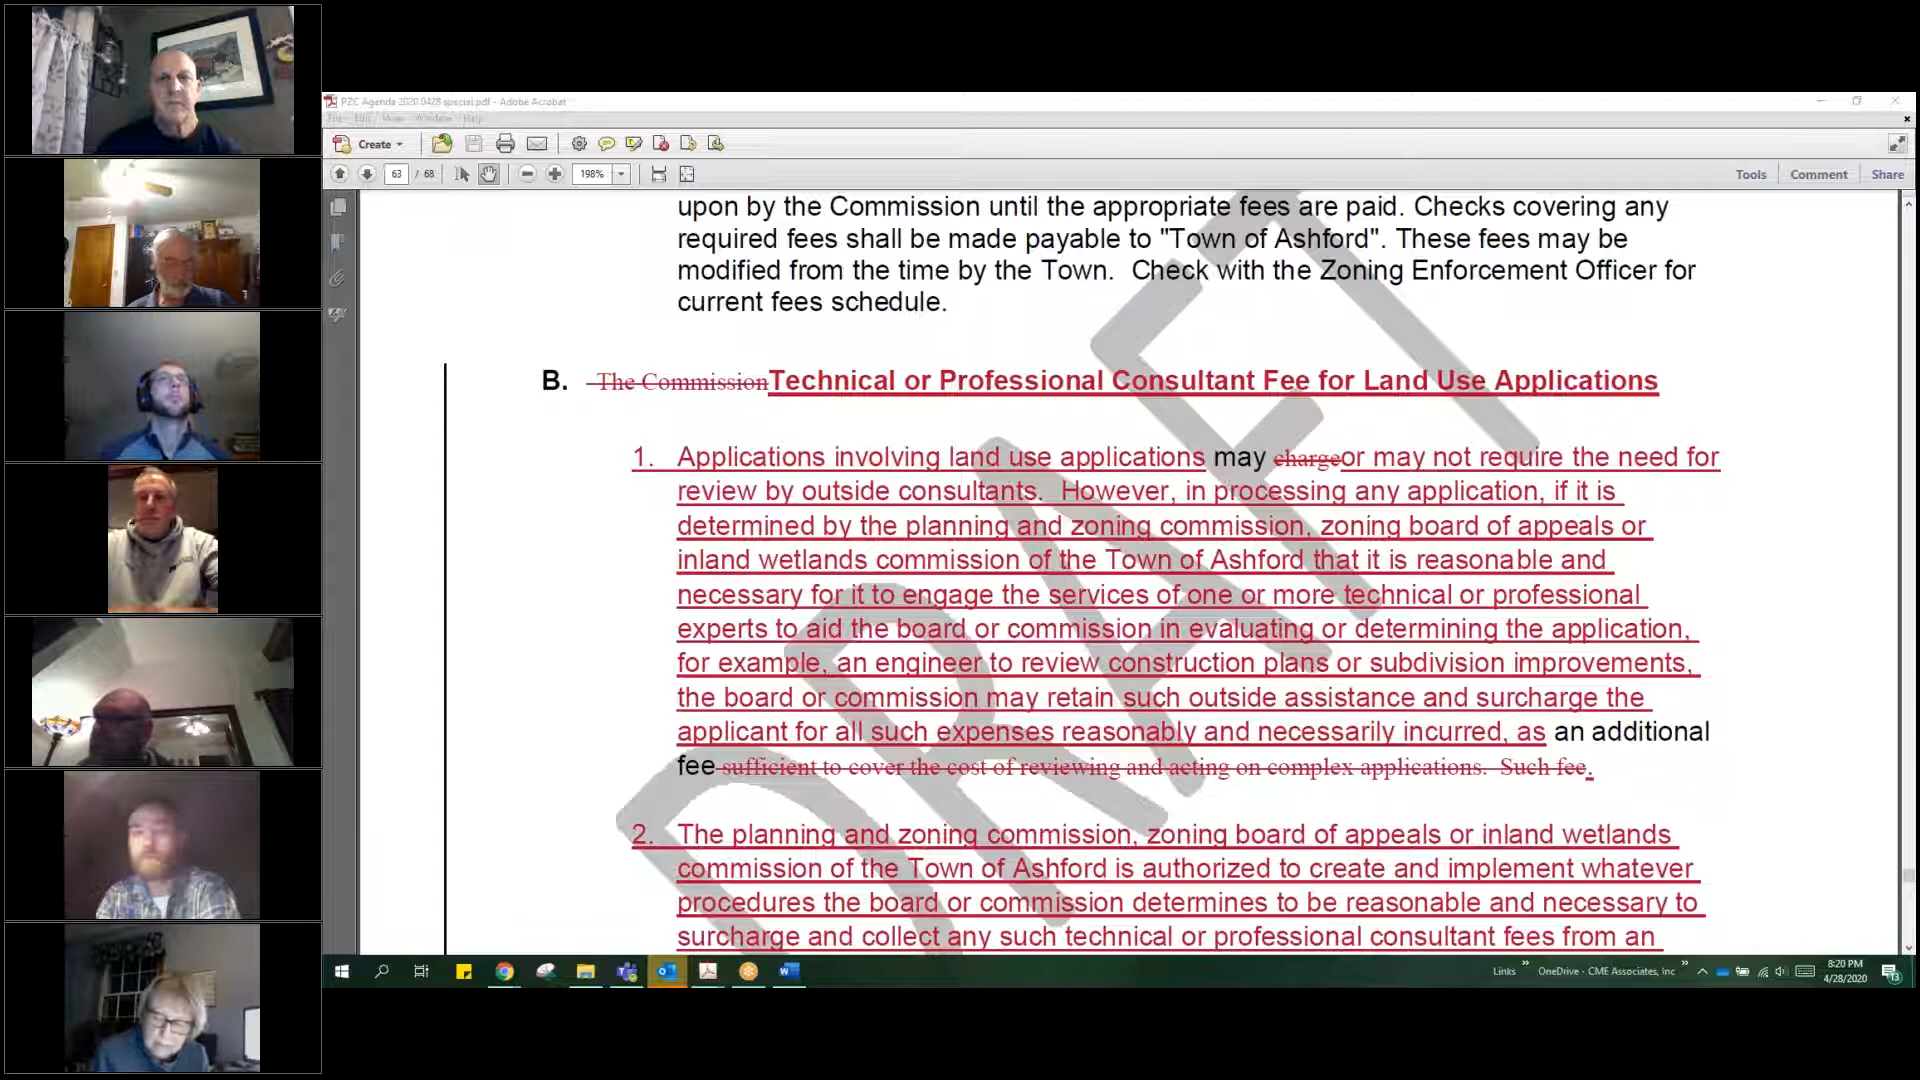 PZC Agenda 2020 0428 special.pdf - Adobe Acrobat
File Edit View Window Help
Create
63 / 68
198%
Tools Comment Share
upon by the Commission until the appropriate fees are paid. Checks covering any
required fees shall be made payable to "Town of Ashford". These fees may be
modified from the time by the Town. Check with the Zoning Enforcement Officer for
current fees schedule.
B. The Commission Technical or Professional Consultant Fee for Land Use Applications
1. Applications involving land use applications may charge or may not require the need for
review by outside consultants. However, in processing any application, if it is
determined by the planning and zoning commission, zoning board of appeals or
inland wetlands commission of the Town of Ashford that it is reasonable and
necessary for it to engage the services of one or more technical or professional
experts to aid the board or commission in evaluating or determining the application,
for example, an engineer to review construction plans or subdivision improvements,
the board or commission may retain such outside assistance and surcharge the
applicant for all such expenses reasonably and necessarily incurred, as an additional
fee sufficient to cover the cost of reviewing and acting on complex applications. Such fee.
2. The planning and zoning commission, zoning board of appeals or inland wetlands
commission of the Town of Ashford is authorized to create and implement whatever
procedures the board or commission determines to be reasonable and necessary to
surcharge and collect any such technical or professional consultant fees from an
DRAFT
Links OneDrive - CME Associates, Inc
8:20 PM
4/28/2020
13